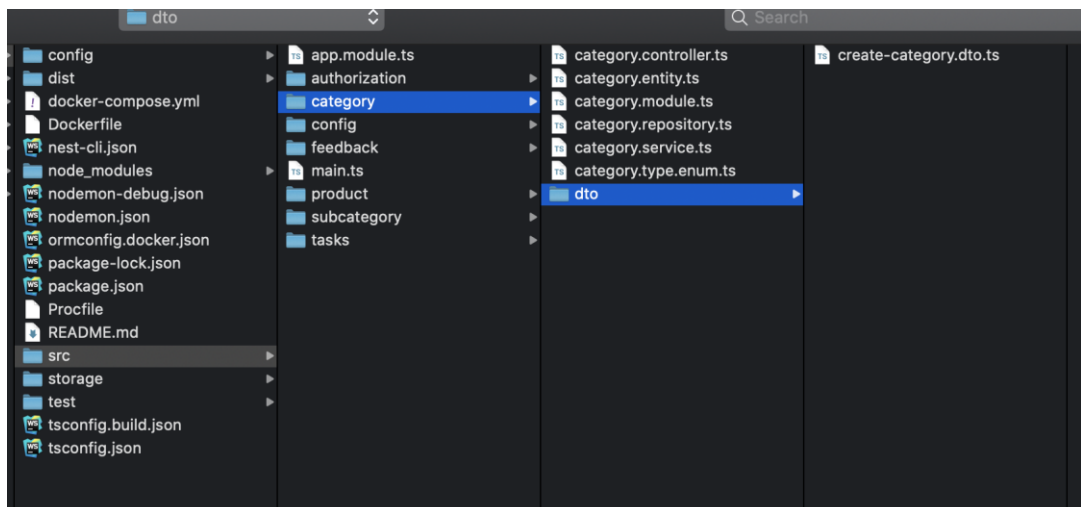 dto
Search
config
dist
docker-compose.yml
Dockerfile
nest-cli.json
node_modules
nodemon-debug.json
nodemon.json
ormconfig.docker.json
package-lock.json
package.json
Procfile
README.md
src
storage
test
tsconfig.build.json
tsconfig.json
app.module.ts
authorization
category
config
feedback
main.ts
product
subcategory
tasks
category.controller.ts
category.entity.ts
category.module.ts
category.repository.ts
category.service.ts
category.type.enum.ts
dto
create-category.dto.ts